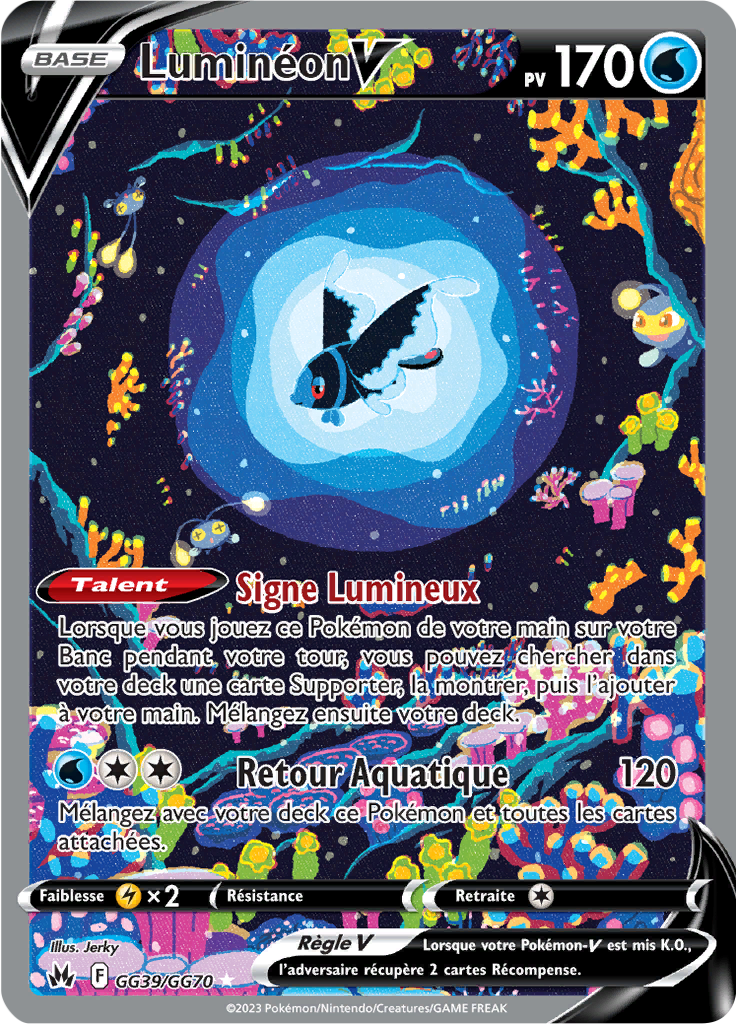 BASE
Luminéon V
PV 170
Talent Signe Lumineux
Lorsque vous jouez ce Pokémon de votre main sur votre
Banc pendant votre tour, vous pouvez chercher dans
votre deck une carte Supporter, la montrer, puis l'ajouter
à votre main. Mélangez ensuite votre deck.
Retour Aquatique 120
Mélangez avec votre deck ce Pokémon et toutes les cartes
attachées.
Faiblesse ×2 Résistance Retraite
Illus. Jerky
Règle V Lorsque votre Pokémon-V est mis K.O.,
l'adversaire récupère 2 cartes Récompense.
F GG39/GG70
©2023 Pokémon/Nintendo/Creatures/GAME FREAK